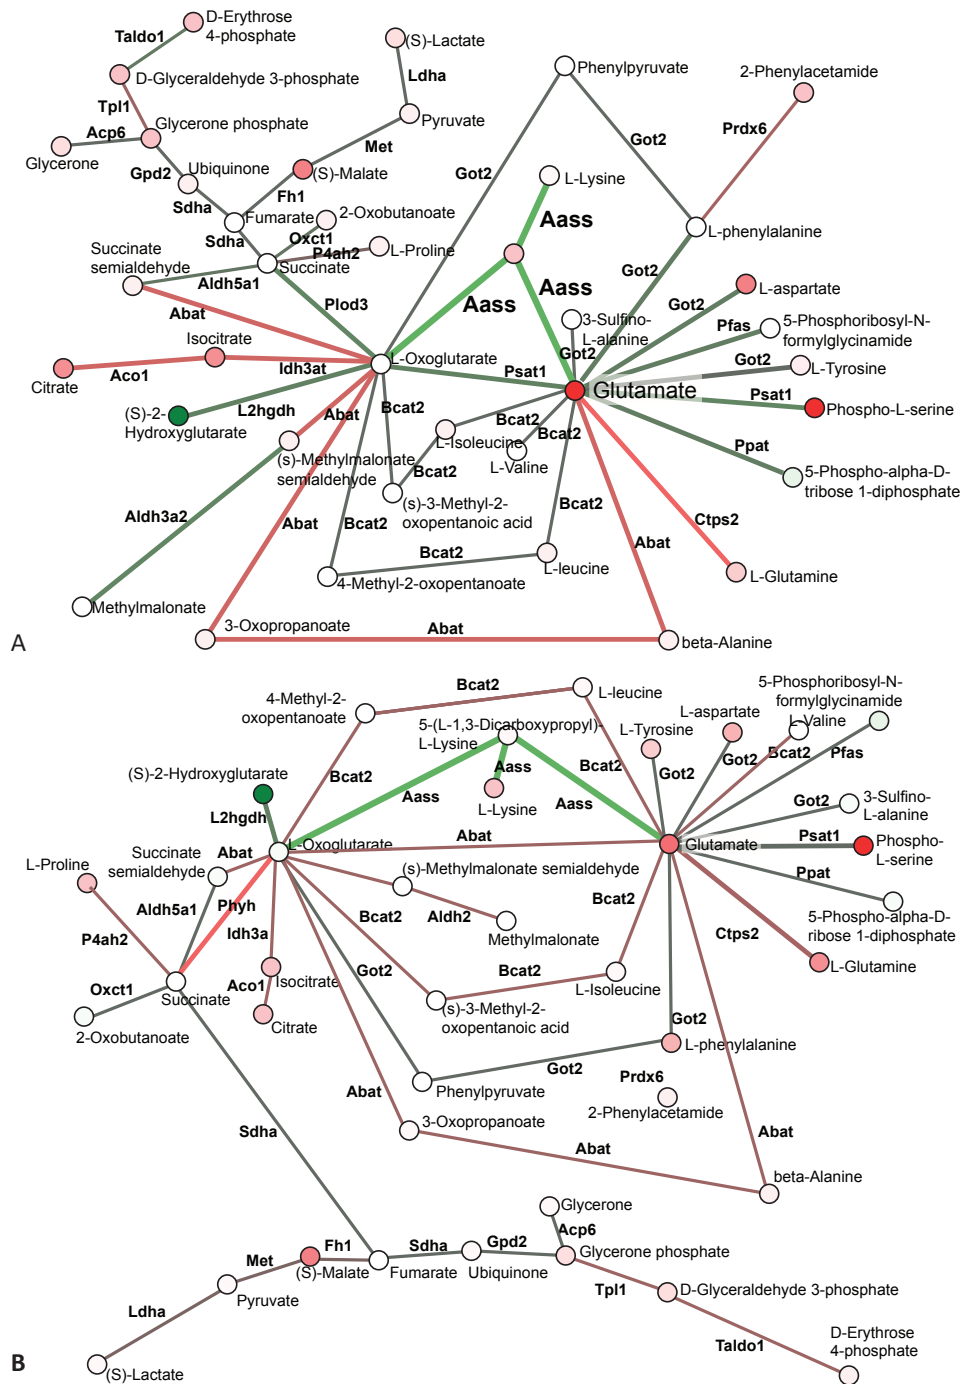 D-Erythrose
4-phosphate
Taldo1
(S)-Lactate
D-Glyceraldehyde 3-phosphate
Ldha
Phenylpyruvate
2-Phenylacetamide
Tpl1
Acp6
Glycerone phosphate
Pyruvate
Glycerone
Met
Got2
Prdx6
Gpd2
Ubiquinone
(S)-Malate
Got2
L-Lysine
Sdha
Fh1
Fumarate
2-Oxobutanoate
Aass
L-phenylalanine
Sdha
Oxct1
P4ah2
L-Proline
Succinate
semialdehyde
Succinate
Aldh5a1
Plod3
Aass
Aass
Got2
Got2
L-aspartate
Abat
3-Sulfino-
L-alanine
Pfas
5-Phosphoribosyl-N-
formylglycinamide
Isocitrate
L-Oxoglutarate
Got2
Got2
L-Tyrosine
Citrate
Aco1
Idh3at
Psat1
Glutamate
Psat1
Phospho-L-serine
(S)-2-
Hydroxyglutarate
L2hgdh
Abat
Bcat2
Bcat2
Bcat2
L-Isoleucine
Ppat
(s)-Methylmalonate
semialdehyde
Bcat2
L-Valine
5-Phospho-alpha-D-
tribose 1-diphosphate
(s)-3-Methyl-2-
oxopentanoic acid
Bcat2
Aldh3a2
Abat
Bcat2
Ctps2
Abat
Bcat2
L-leucine
L-Glutamine
4-Methyl-2-oxopentanoate
Methylmalonate
3-Oxopropanoate
Abat
beta-Alanine
A
Bcat2
4-Methyl-2-
oxopentanoate
L-leucine
5-Phosphoribosyl-N-
formylglycinamide
5-(L-1,3-Dicarboxypropyl)-
L-Lysine
L-aspartate
L-Tyrosine
L-Valine
(S)-2-Hydroxyglutarate
Bcat2
Aass
Bcat2
Got2
Got2
Bcat2
Pfas
Aass
Aass
L-Lysine
Got2
3-Sulfino-
L-alanine
L2hgdh
Abat
Psat1
L-Oxoglutarate
Glutamate
Phospho-
L-serine
L-Proline
Succinate
semialdehyde
Abat
(s)-Methylmalonate semialdehyde
Ppat
Aldh5a1
Phyh
Bcat2
Aldh2
Bcat2
5-Phospho-alpha-D-
ribose 1-diphosphate
P4ah2
Idh3a
Methylmalonate
Ctps2
Got2
Bcat2
L-Glutamine
Oxct1
Aco1
Isocitrate
L-Isoleucine
Succinate
(s)-3-Methyl-2-
oxopentanoic acid
Citrate
2-Oxobutanoate
Got2
L-phenylalanine
Got2
Phenylpyruvate
Prdx6
Abat
2-Phenylacetamide
3-Oxopropanoate
Sdha
Abat
Abat
beta-Alanine
Glycerone
Acp6
Fh1
Sdha
Gpd2
Glycerone phosphate
Met
(S)-Malate
Fumarate
Ubiquinone
Pyruvate
Tpl1
D-Glyceraldehyde 3-phosphate
Ldha
Taldo1
D-Erythrose
4-phosphate
B
(S)-Lactate